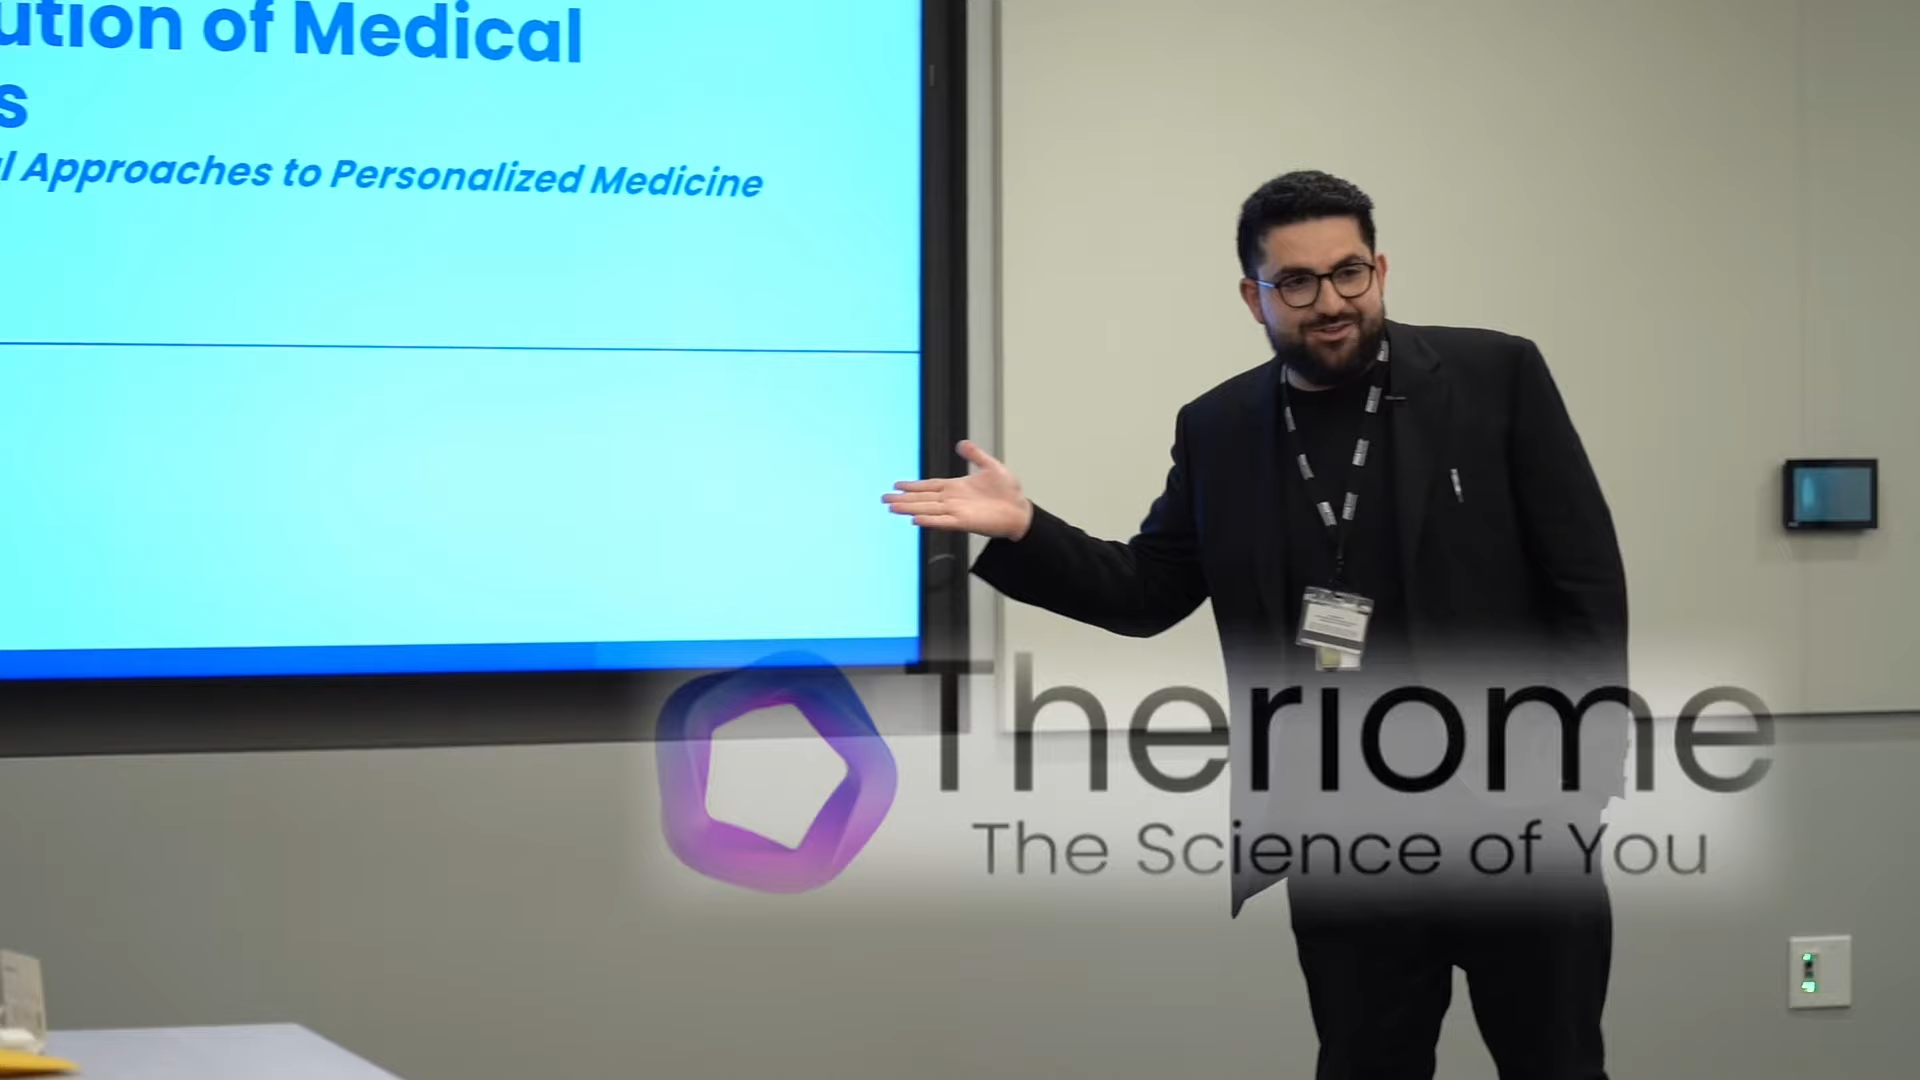 ution of Medical
s
l Approaches to Personalized Medicine
Theriome
The Science of You